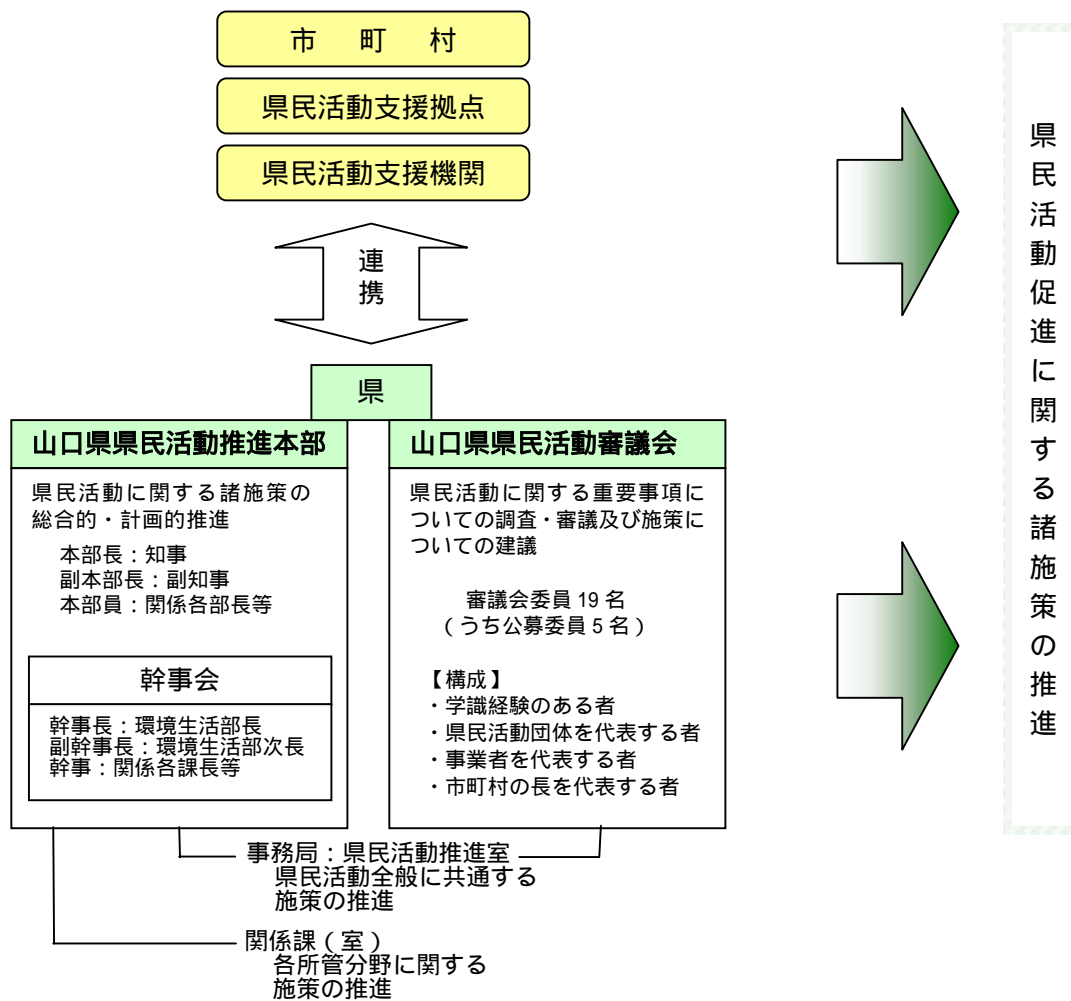 市 町 村
県民活動支援拠点
県民活動支援機関
連
携
県
山口県県民活動推進本部
県民活動に関する諸施策の
総合的・計画的推進
本部長：知事
副本部長：副知事
本部員：関係各部長等
幹事会
幹事長：環境生活部長
副幹事長：環境生活部次長
幹事：関係各課長等
山口県県民活動審議会
県民活動に関する重要事項に
ついての調査・審議及び施策に
ついての建議
審議会委員 19 名
（うち公募委員 5 名）
【構成】
・学識経験のある者
・県民活動団体を代表する者
・事業者を代表する者
・市町村の長を代表する者
事務局：県民活動推進室
県民活動全般に共通する
施策の推進
関係課（室）
各所管分野に関する
施策の推進
県民活動促進に関する諸施策の推進